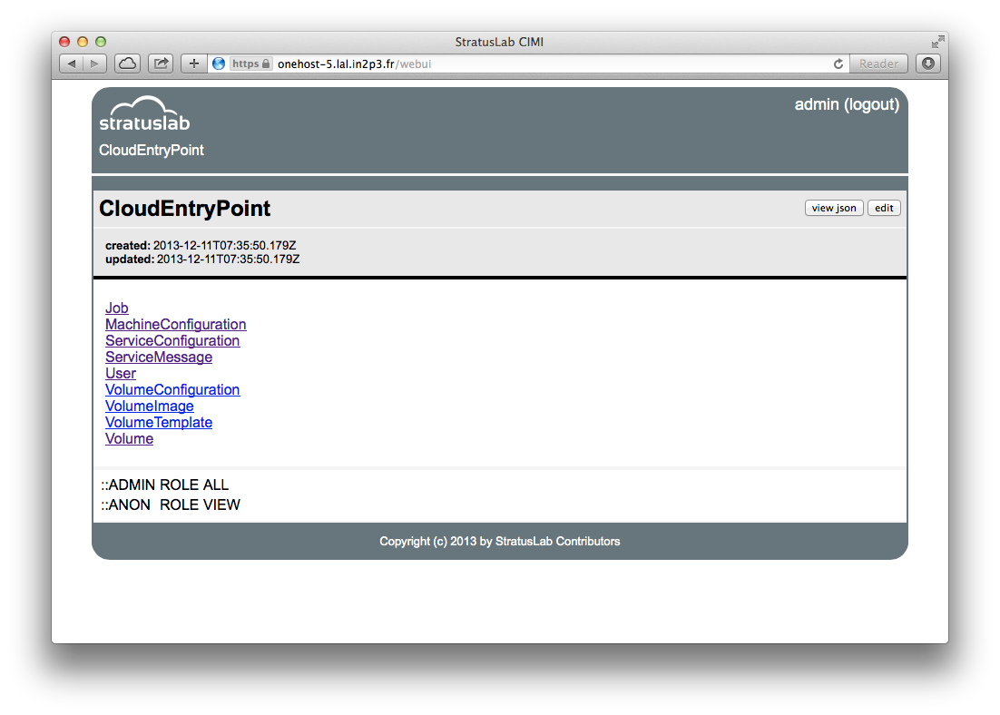 StratusLab CIMI
https onehost-5.lal.in2p3.fr/webui
Reader
stratuslab
admin (logout)
CloudEntryPoint
CloudEntryPoint
view json
edit
created: 2013-12-11T07:35:50.179Z
updated: 2013-12-11T07:35:50.179Z
Job
MachineConfiguration
ServiceConfiguration
ServiceMessage
User
VolumeConfiguration
VolumeImage
VolumeTemplate
Volume
::ADMIN ROLE ALL
::ANON ROLE VIEW
Copyright (c) 2013 by StratusLab Contributors